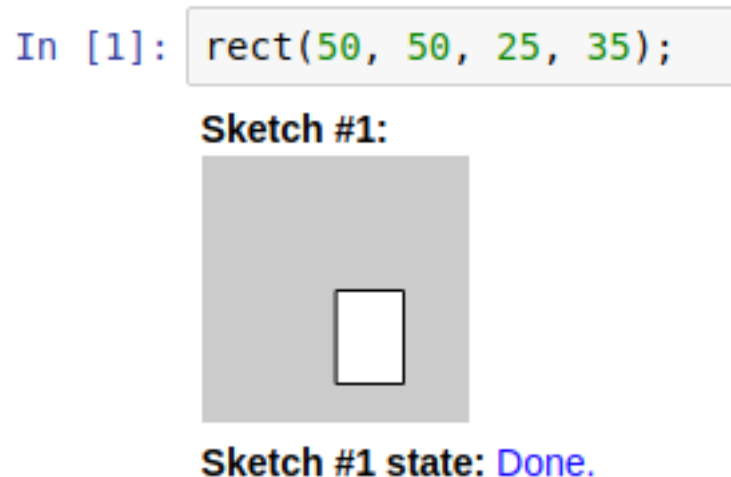 In [1]: rect(50, 50, 25, 35);
Sketch #1:
Sketch #1 state: Done.